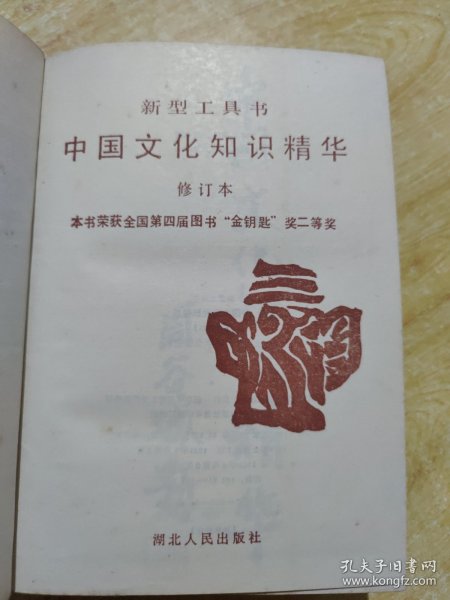 新型工具书
中国文化知识精华
修订本
本书荣获全国第四届图书“金钥匙”奖二等奖
湖北人民出版社
孔夫子旧书网
www.kongfz.com